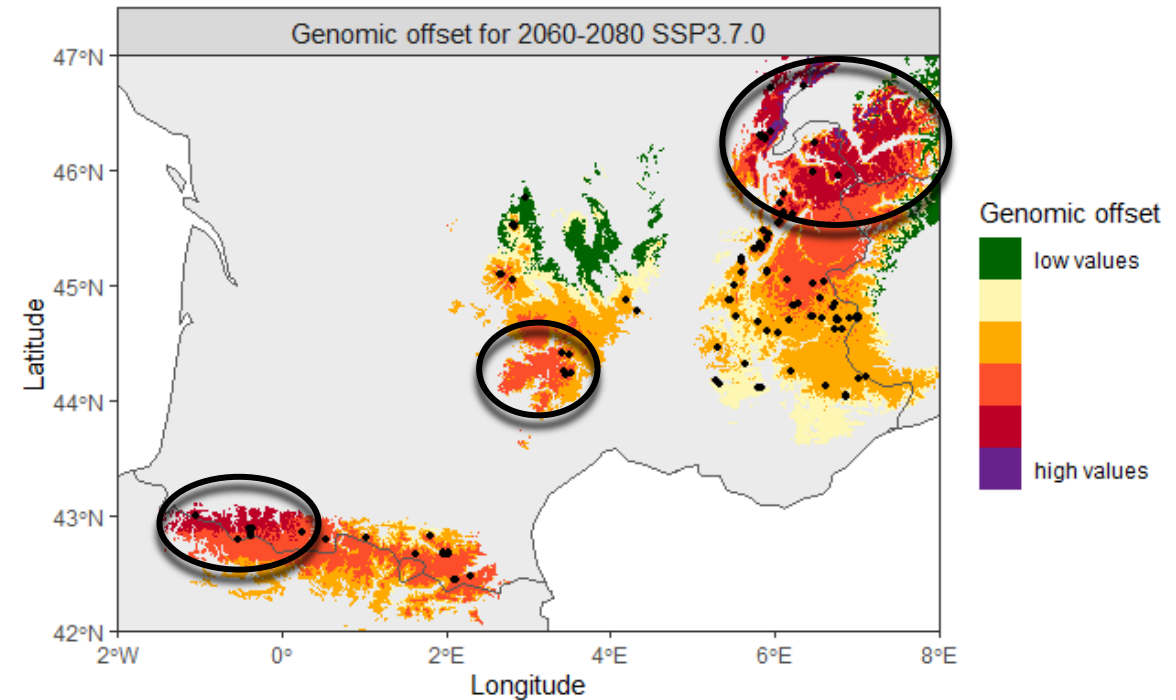 Genomic offset for 2060-2080 SSP3.7.0
47°N
46°N
45°N
44°N
43°N
42°N
Latitude
2°W
0°
2°E
4°E
6°E
8°E
Longitude
Genomic offset
low values
high values